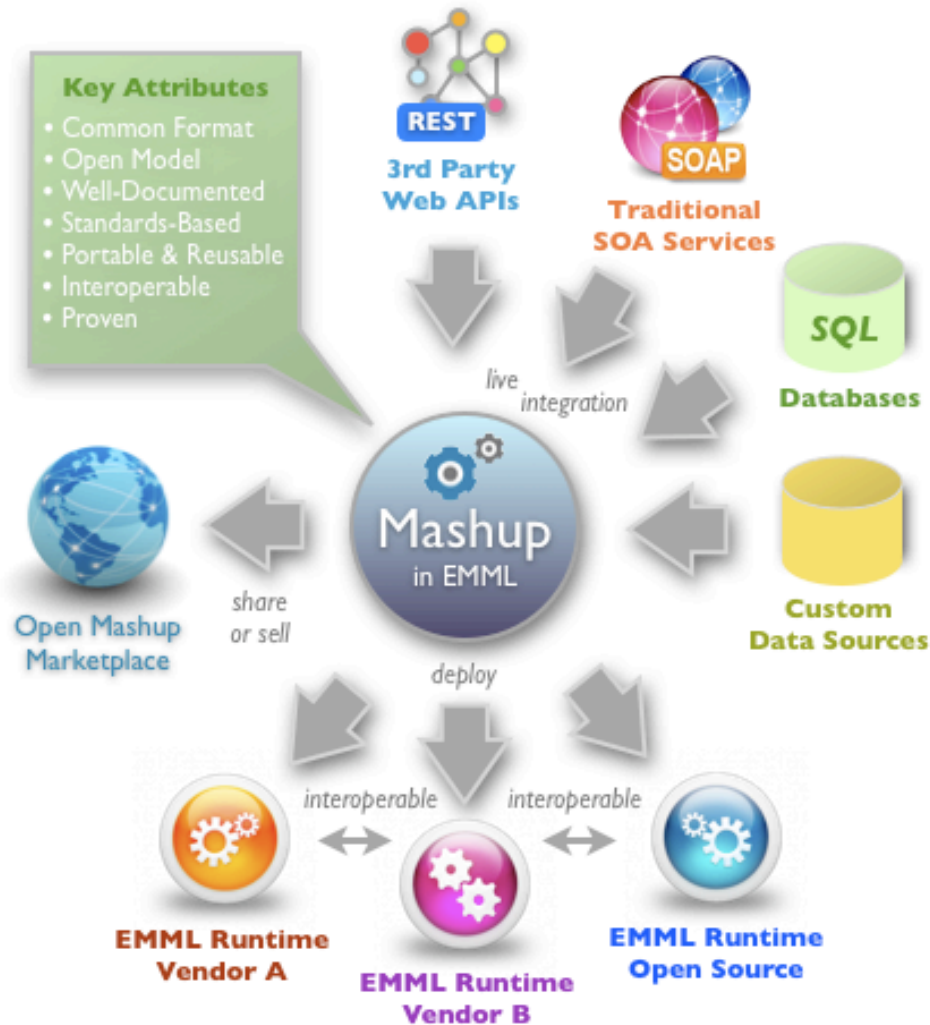 Key Attributes
• Common Format
• Open Model
• Well-Documented
• Standards-Based
• Portable & Reusable
• Interoperable
• Proven
REST
3rd Party
Web APIs
SOAP
Traditional
SOA Services
SQL
Databases
live
integration
Mashup
in EMML
Custom
Data Sources
Open Mashup
Marketplace
share
or sell
deploy
interoperable
interoperable
EMML Runtime
Vendor A
EMML Runtime
Vendor B
EMML Runtime
Open Source